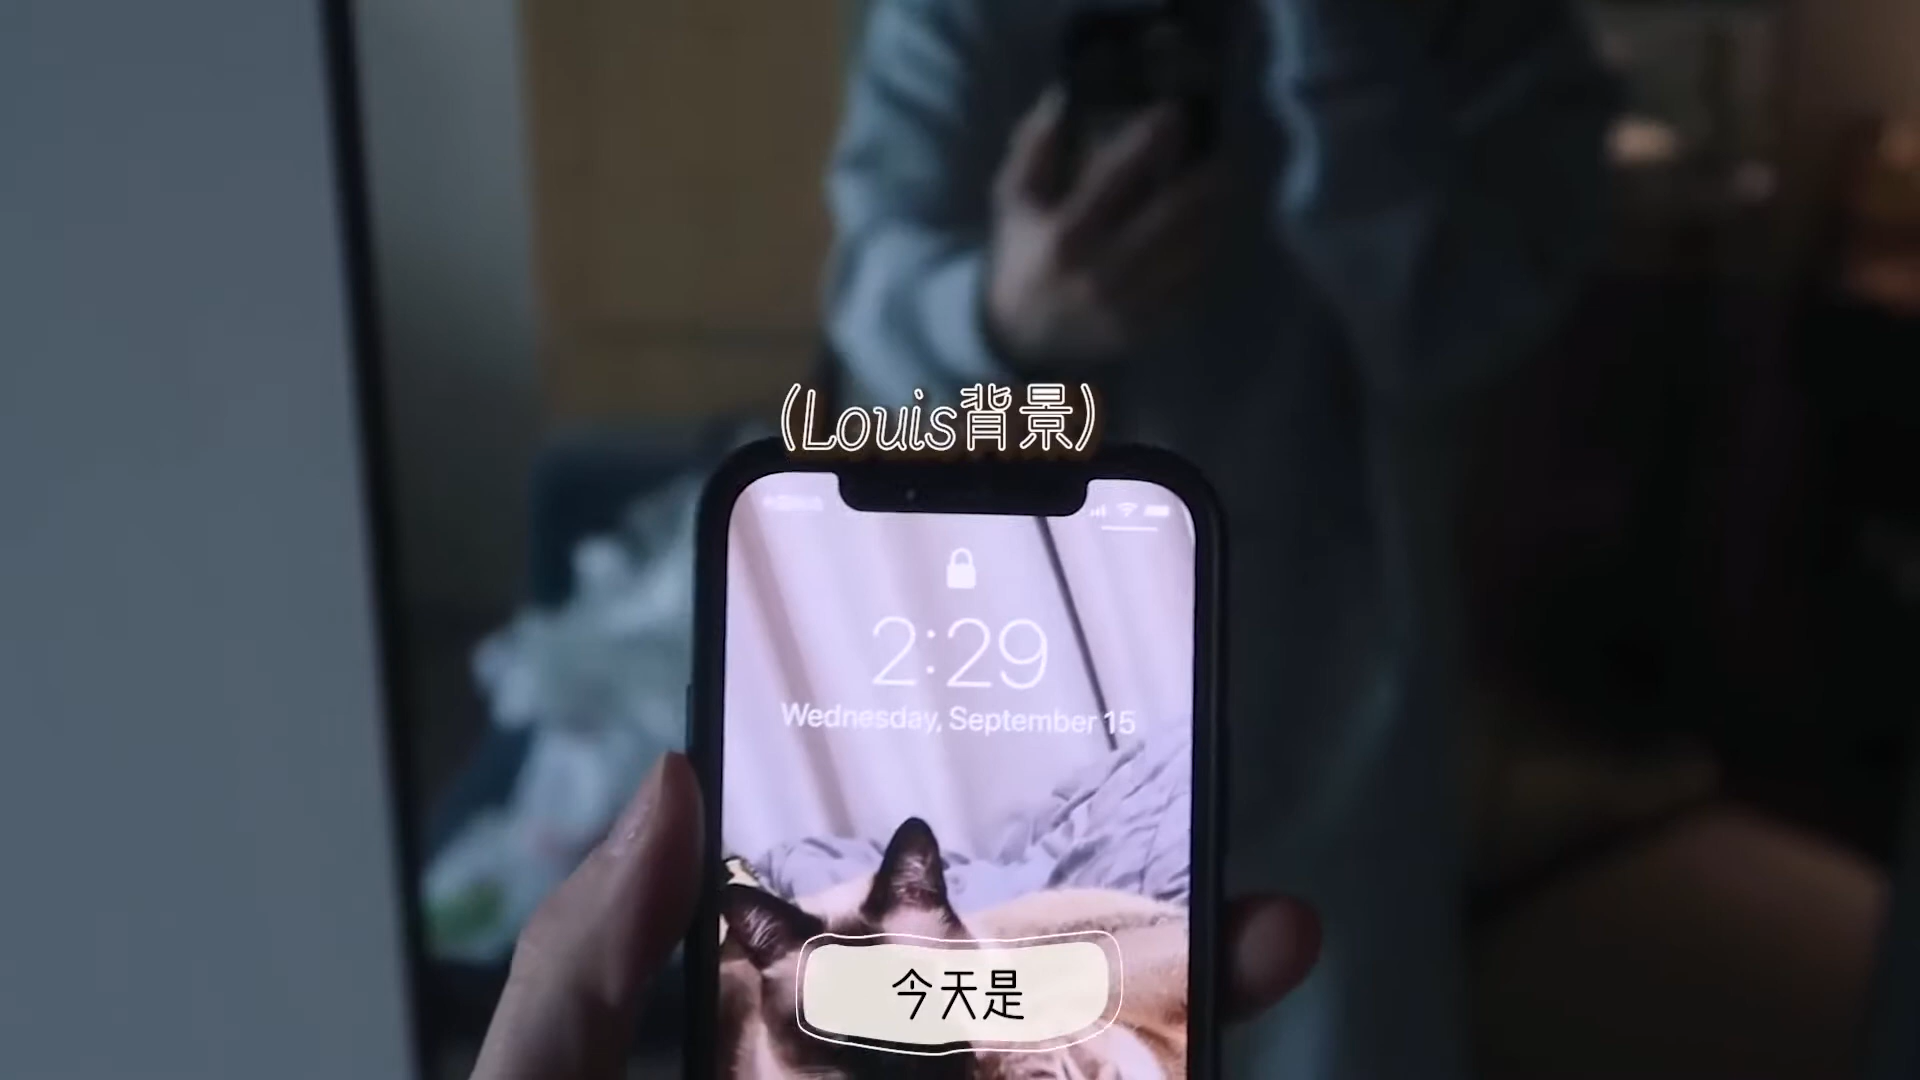 (Louis背景)
2:29
Wednesday, September 15
今天是